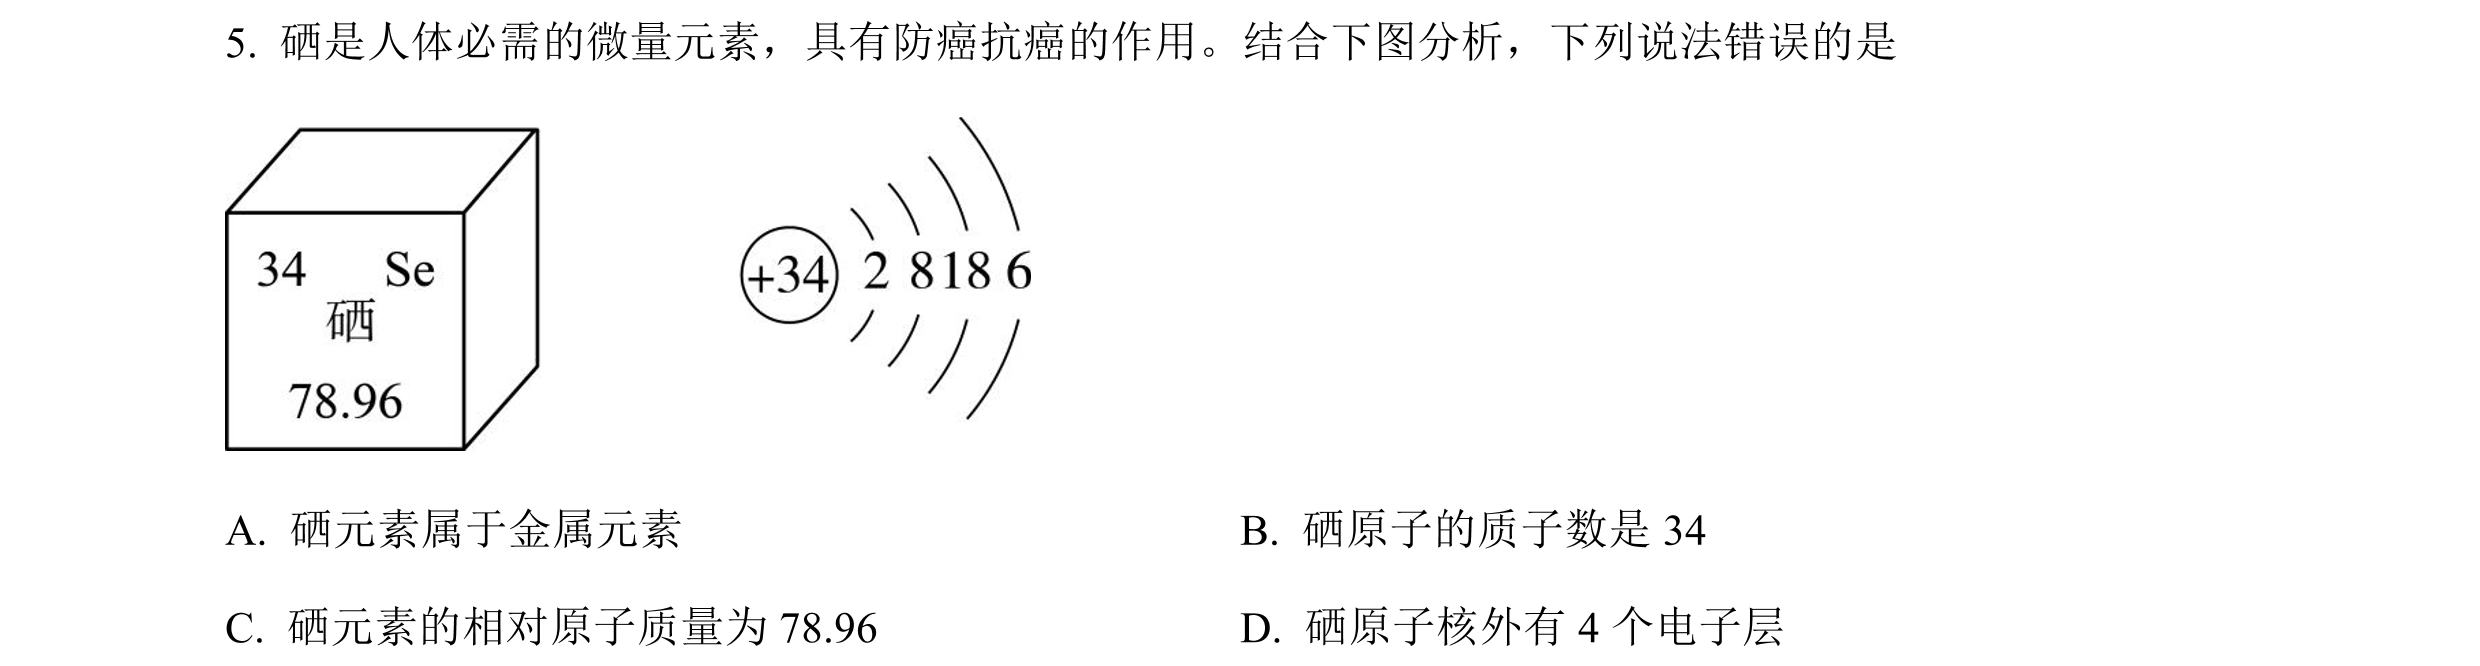 5. 硒是人体必需的微量元素，具有防癌抗癌的作用。结合下图分析，下列说法错误的是
34 Se
硒
78.96
+34 2 8 18 6
A. 硒元素属于金属元素 B. 硒原子的质子数是 34
C. 硒元素的相对原子质量为 78.96 D. 硒原子核外有 4 个电子层